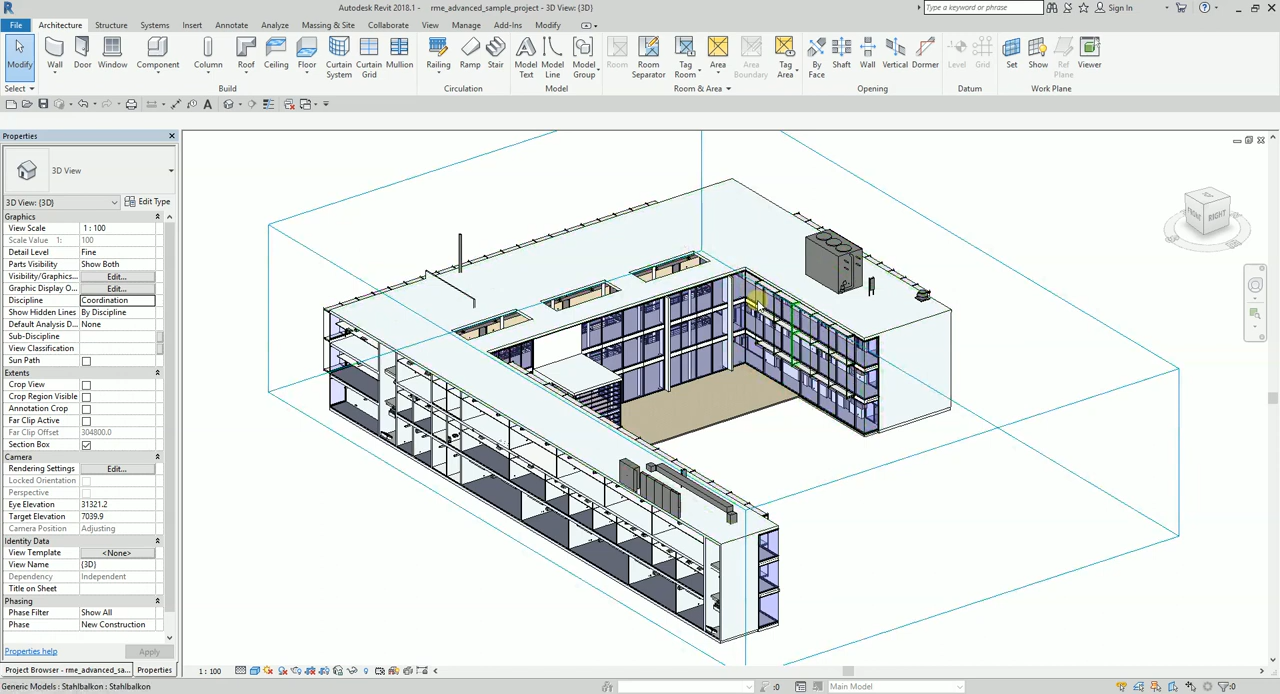 Autodesk Revit 2018.1 - rme_advanced_sample_project - 3D View: {3D}
Type a keyword or phrase
Sign In
File Architecture Structure Systems Insert Annotate Analyze Massing & Site Collaborate View Manage Add-Ins Modify
Modify Wall Door Window Component Column Roof Ceiling Floor Curtain System Curtain Grid Mullion Railing Ramp Stair Model Text Model Line Model Group Room Room Separator Tag Room Area Area Boundary Tag Area By Face Shaft Wall Vertical Dormer Level Grid Set Show Ref Plane Viewer
Select Build Circulation Model Room & Area Opening Datum Work Plane
Properties
3D View
3D View: {3D} Edit Type
Graphics
View Scale 1 : 100
Scale Value 1: 100
Detail Level Fine
Parts Visibility Show Both
Visibility/Graphics... Edit...
Graphic Display O... Edit...
Discipline Coordination
Show Hidden Lines By Discipline
Default Analysis D... None
Sub-Discipline
View Classification
Sun Path
Extents
Crop View
Crop Region Visible
Annotation Crop
Far Clip Active
Far Clip Offset 304800.0
Section Box
Camera
Rendering Settings Edit...
Locked Orientation
Perspective
Eye Elevation 31321.2
Target Elevation 7039.9
Camera Position Adjusting
Identity Data
View Template <None>
View Name {3D}
Dependency Independent
Title on Sheet
Phasing
Phase Filter Show All
Phase New Construction
Properties help Apply
Project Browser - rme_advanced_sa... Properties
1 : 100
Generic Models : Stahlbalkon : Stahlbalkon
:0
Main Model
:0
TOP
FRONT
RIGHT